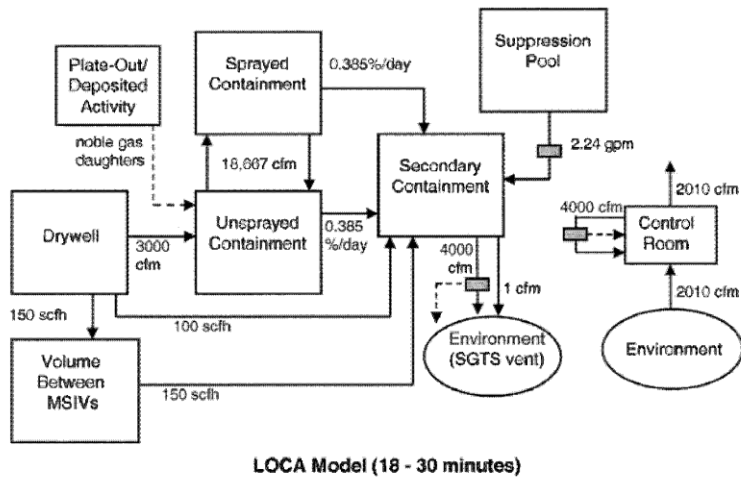 Plate-Out/
Deposited
Activity
noble gas
daughters
Sprayed
Containment
0.385%/day
Suppression
Pool
2.24 gpm
18,667 cfm
Secondary
Containment
Drywell
3000
cfm
Unsprayed
Containment
0.385
%/day
4000
cfm
1 cfm
2010 cfm
4000 cfm
Control
Room
2010 cfm
150 scfh
100 scfh
Environment
(SGTS vent)
Environment
Volume
Between
MSIVs
150 scfh
LOCA Model (18 - 30 minutes)